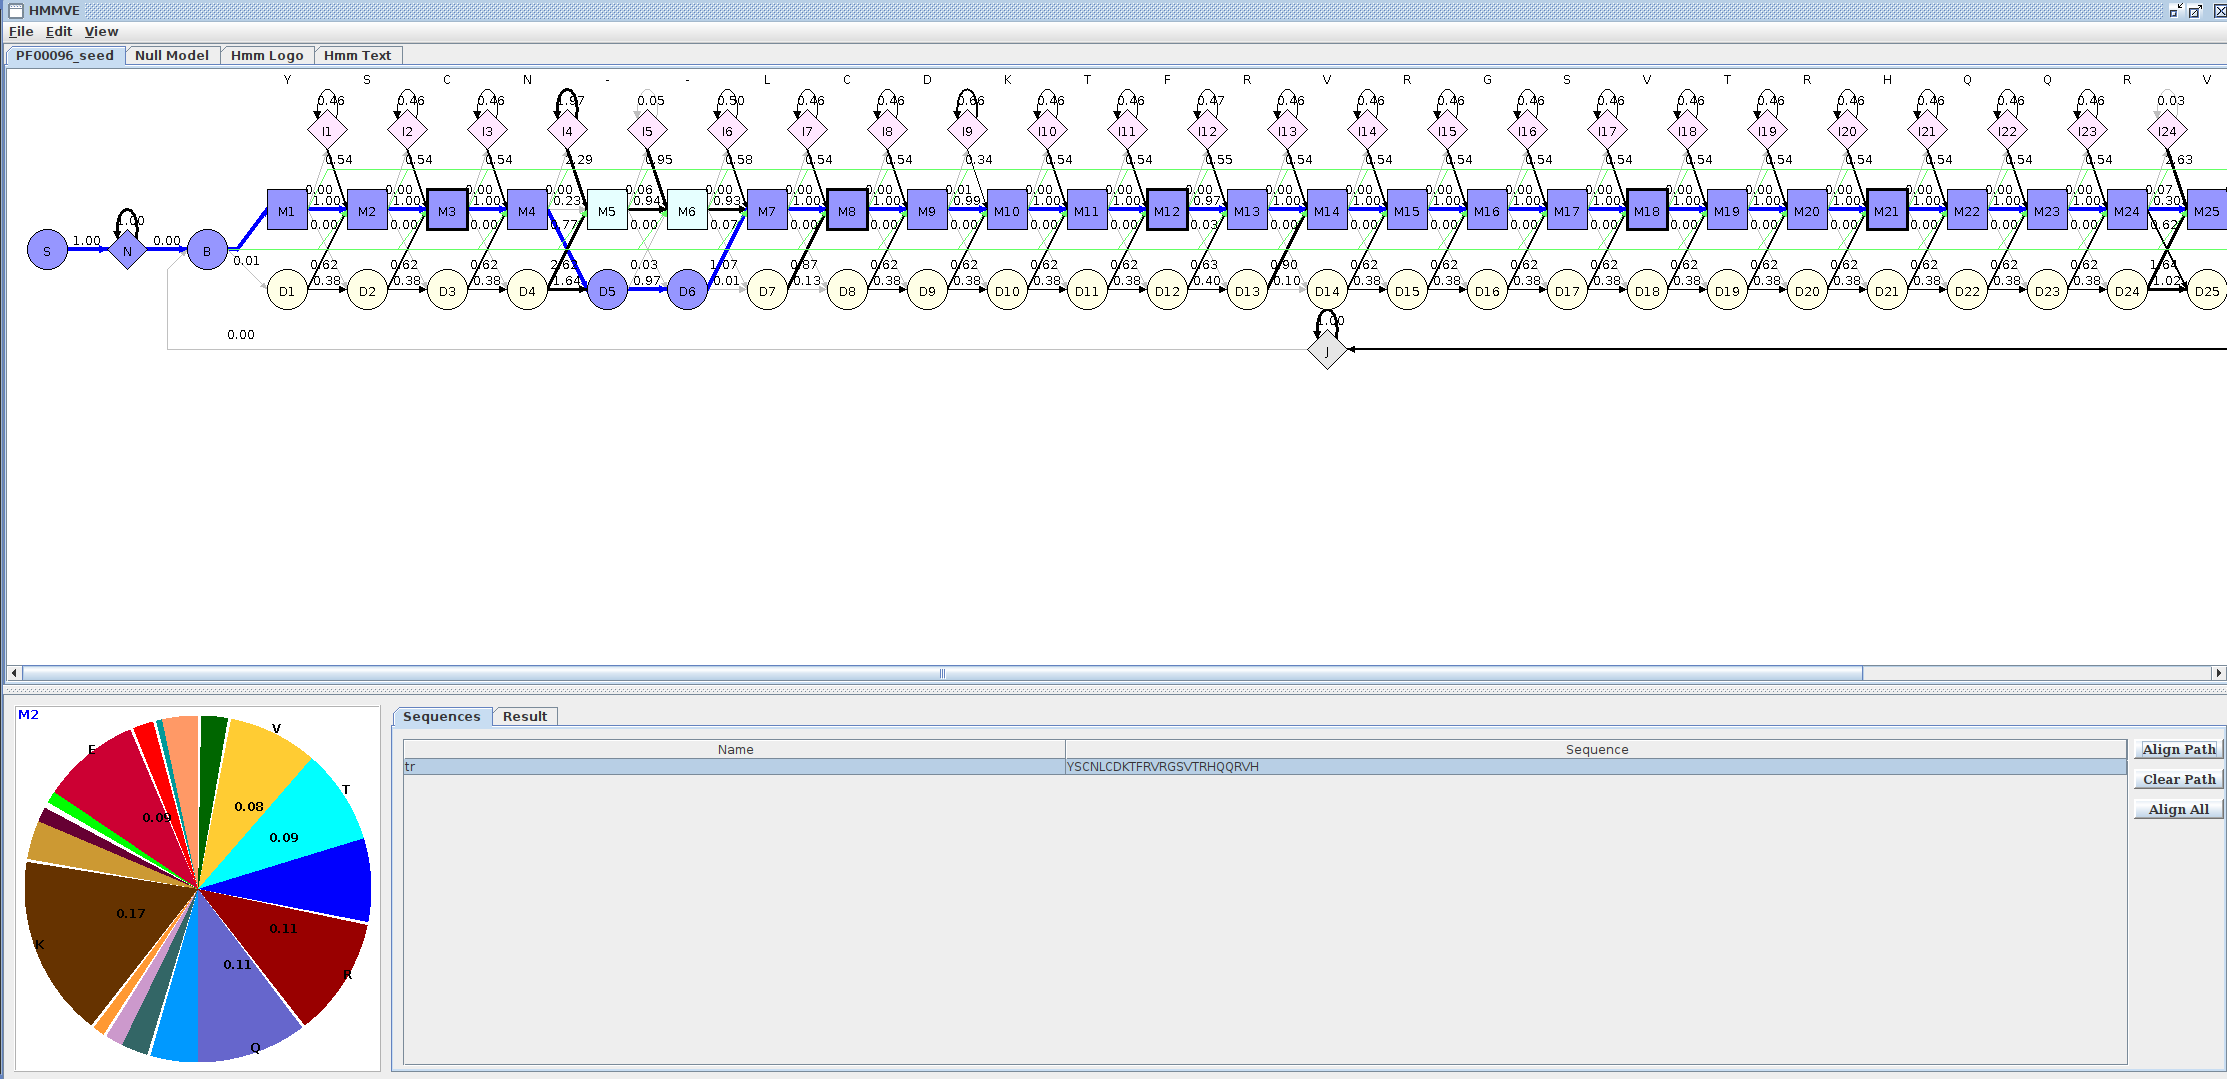 HMMVE
File Edit View
PF00096_seed Null Model Hmm Logo Hmm Text
Y S C N - - L C D K T F R V R G S V T R H Q Q R V
0.46 0.46 0.46 1.97 0.05 0.50 0.46 0.46 0.66 0.46 0.46 0.47 0.46 0.46 0.46 0.46 0.46 0.46 0.46 0.46 0.46 0.46 0.46 0.03
I1 I2 I3 I4 I5 I6 I7 I8 I9 I10 I11 I12 I13 I14 I15 I16 I17 I18 I19 I20 I21 I22 I23 I24
0.54 0.54 0.54 2.29 0.95 0.58 0.54 0.54 0.34 0.54 0.54 0.55 0.54 0.54 0.54 0.54 0.54 0.54 0.54 0.54 0.54 0.54 0.54
0.00 0.00 0.00 0.00 0.06 0.00 0.00 0.00 0.01 0.00 0.00 0.00 0.00 0.00 0.00 0.00 0.00 0.00 0.00 0.00 0.00 0.00 0.00 0.07
1.00 1.00 1.00 0.23 0.94 0.93 1.00 1.00 0.99 1.00 1.00 0.97 1.00 1.00 1.00 1.00 1.00 1.00 1.00 1.00 1.00 1.00 1.00 0.30
M1 M2 M3 M4 M5 M6 M7 M8 M9 M10 M11 M12 M13 M14 M15 M16 M17 M18 M19 M20 M21 M22 M23 M24 M25
0.00 0.00 0.00 0.00 0.07 0.00 0.00 0.00 0.00 0.00 0.03 0.00 0.00 0.00 0.00 0.00 0.00 0.00 0.00 0.00 0.00 0.00 0.62
S 1.00 N 1.00 0.00 B
0.01
0.62 0.62 0.62 0.03 1.07 0.87 0.62 0.62 0.62 0.62 0.63 0.90 0.62 0.62 0.62 0.62 0.62 0.62 0.62 0.62 0.62 0.62 1.64
0.38 0.38 0.38 1.64 0.97 0.01 0.13 0.38 0.38 0.38 0.38 0.40 0.10 0.38 0.38 0.38 0.38 0.38 0.38 0.38 0.38 0.38 0.38 1.02
D1 D2 D3 D4 D5 D6 D7 D8 D9 D10 D11 D12 D13 D14 D15 D16 D17 D18 D19 D20 D21 D22 D23 D24 D25
1.00
0.00
J
M2
V
T
R
Q
K
0.08
0.09
0.09
0.17
0.11
0.11
Sequences Result
Name Sequence
tr YSCNLCDKTFRVRGSVTRHQQRVH
Align Path
Clear Path
Align All